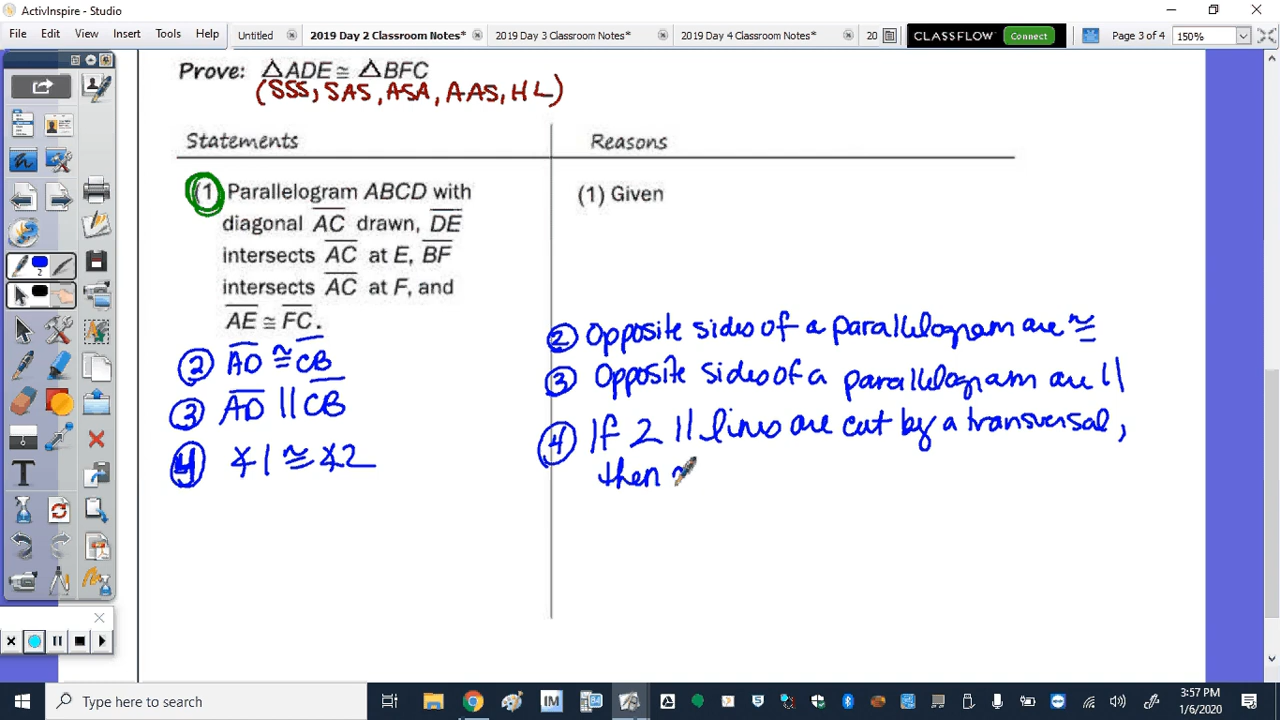 ActivInspire - Studio
File Edit View Insert Tools Help
Untitled
2019 Day 2 Classroom Notes*
2019 Day 3 Classroom Notes*
2019 Day 4 Classroom Notes*
20
CLASSFLOW Connect
Page 3 of 4
150%
Prove: △ADE ≅ △BFC
(SSS, SAS, ASA, AAS, HL)
Statements
Reasons
(1) Parallelogram ABCD with
diagonal AC drawn, DE
intersects AC at E, BF
intersects AC at F, and
AE ≅ FC.
(1) Given
② AD ≅ CB
② Opposite sides of a parallelogram are ≅
③ AD || CB
③ Opposite sides of a parallelogram are ||
④ ∡1 ≅ ∡2
④ If 2 || lines are cut by a transversal,
then
2
T
Type here to search
IM
3:57 PM
1/6/2020